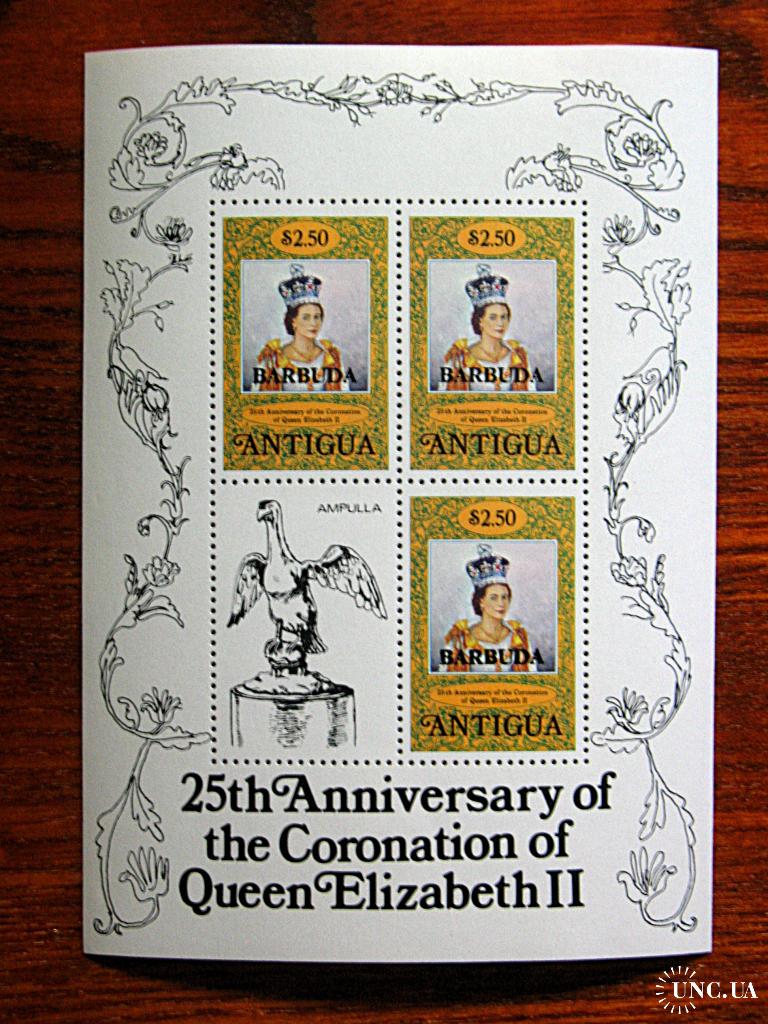 $2.50
BARBUDA
25th Anniversary of the Coronation
of Queen Elizabeth II
ANTIGUA
$2.50
BARBUDA
25th Anniversary of the Coronation
of Queen Elizabeth II
ANTIGUA
AMPULLA
$2.50
BARBUDA
25th Anniversary of the Coronation
of Queen Elizabeth II
ANTIGUA
25th Anniversary of
the Coronation of
Queen Elizabeth II
UNC.UA